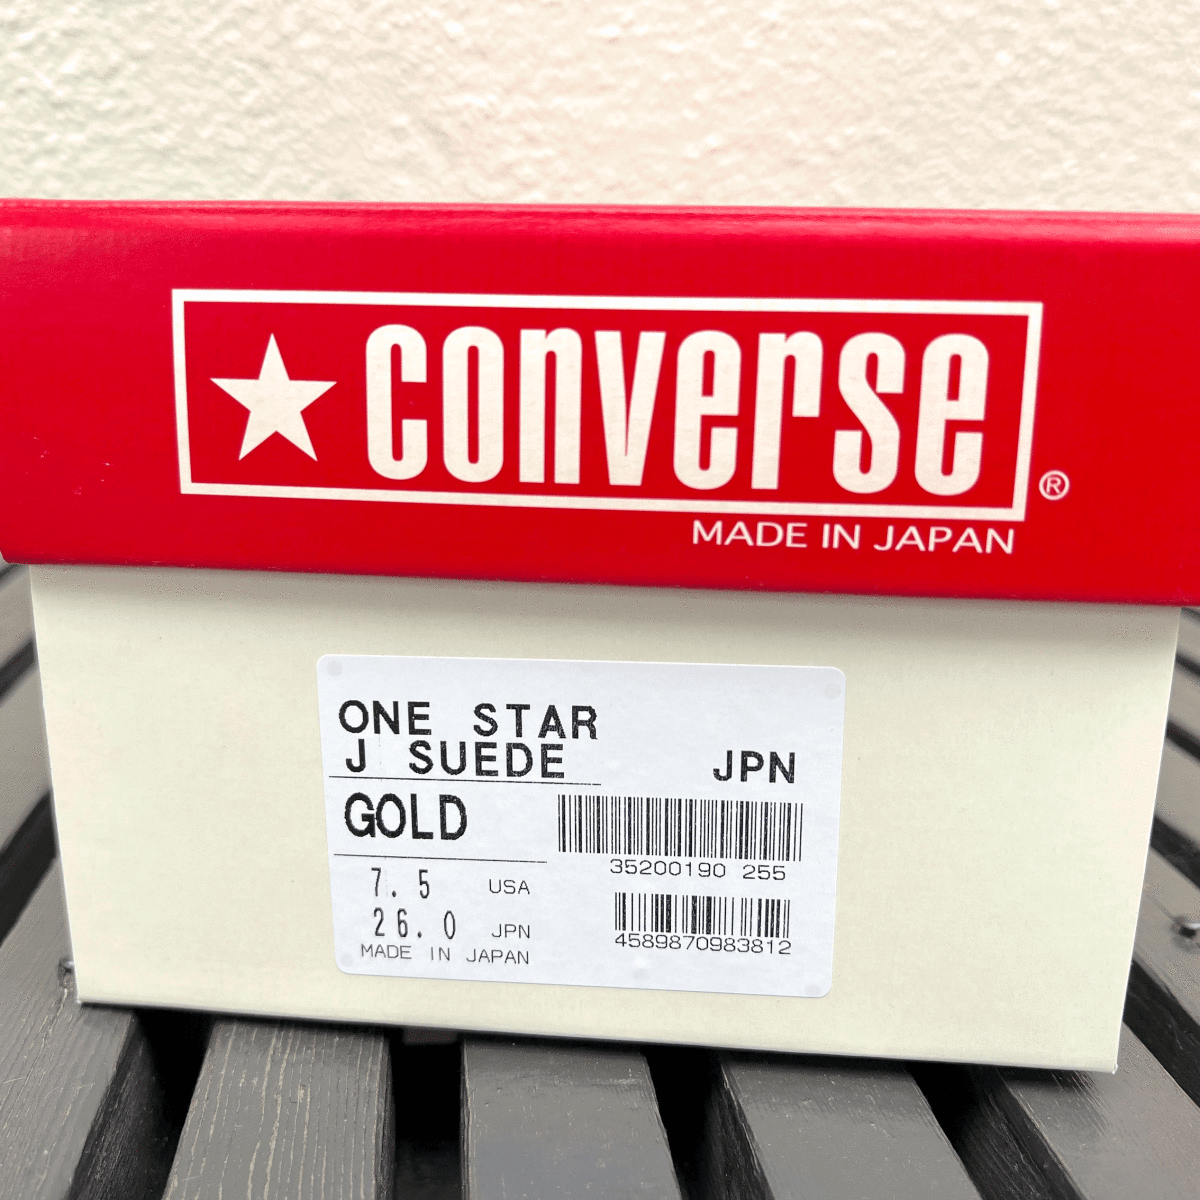 converse
®
MADE IN JAPAN
ONE STAR
J SUEDE
JPN
GOLD
35200190 255
7.5 USA
26.0 JPN
4589870983812
MADE IN JAPAN